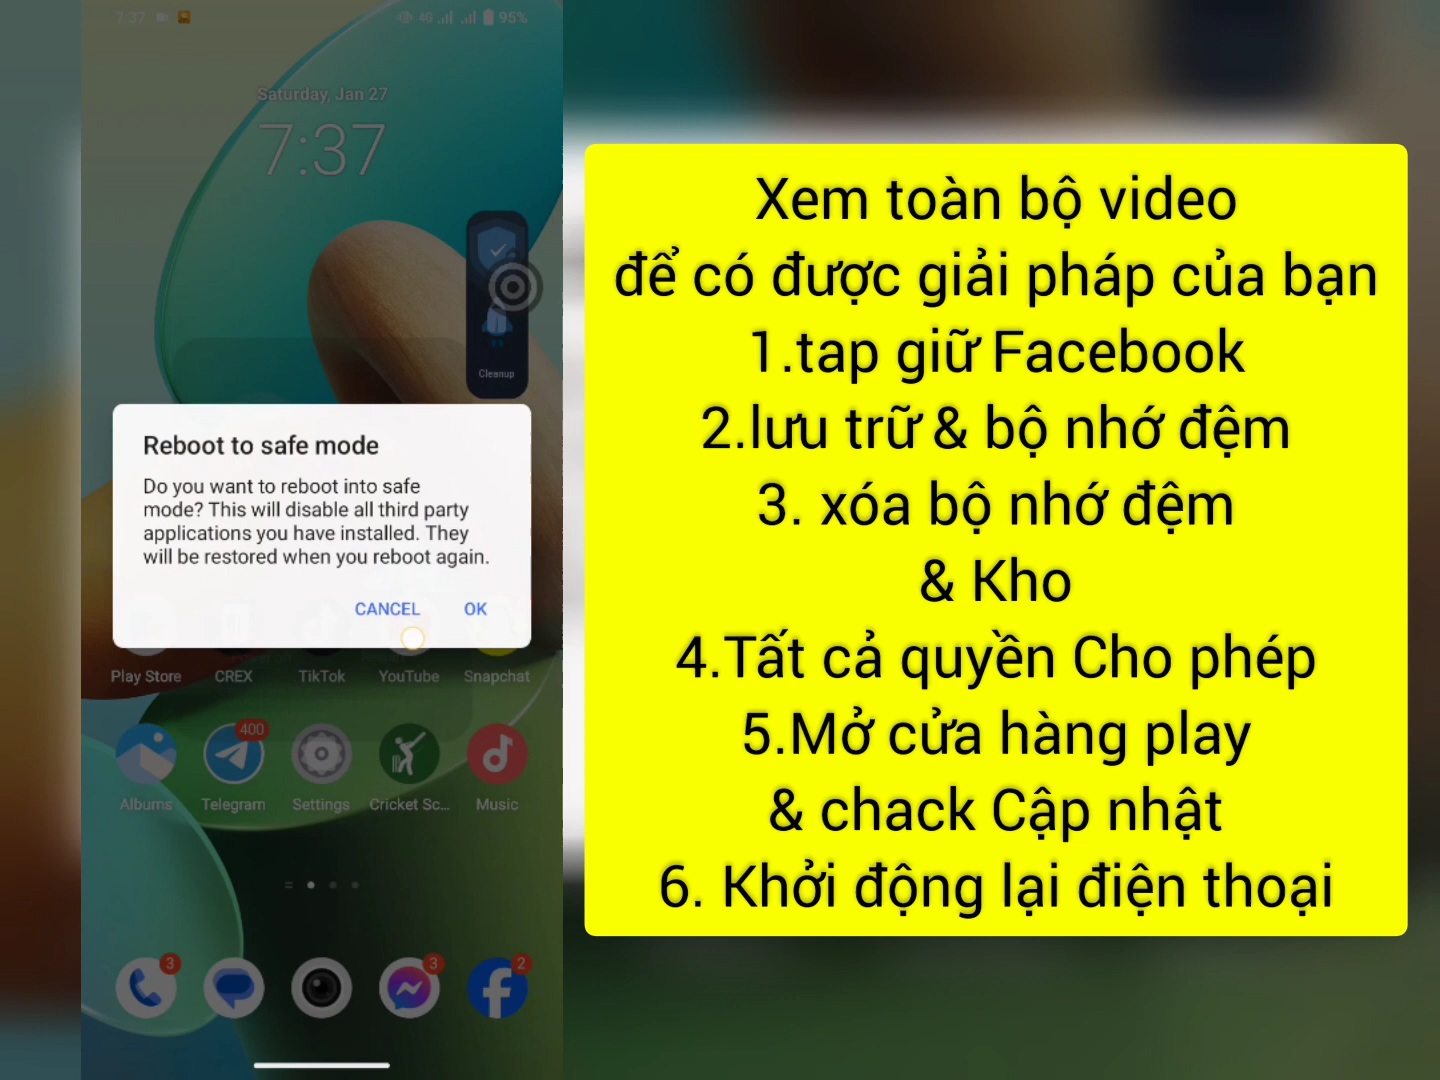 7:37
4G
95%
Saturday, Jan 27
7:37
Cleanup
Reboot to safe mode
Do you want to reboot into safe
mode? This will disable all third party
applications you have installed. They
will be restored when you reboot again.
CANCEL OK
Play Store CREX TikTok YouTube Snapchat
400
Albums Telegram Settings Cricket Sc... Music
3 3 2
Xem toàn bộ video
để có được giải pháp của bạn
1.tap giữ Facebook
2.lưu trữ & bộ nhớ đệm
3. xóa bộ nhớ đệm
& Kho
4.Tất cả quyền Cho phép
5.Mở cửa hàng play
& chack Cập nhật
6. Khởi động lại điện thoại